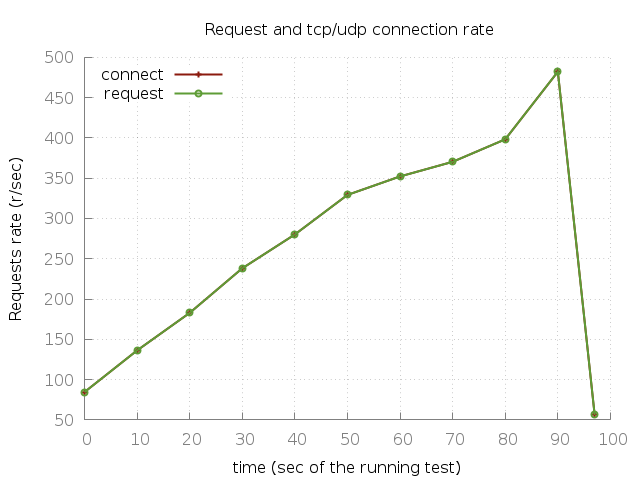 Request and tcp/udp connection rate
500
450
400
350
300
250
200
150
100
50
connect
request
Requests rate (r/sec)
0 10 20 30 40 50 60 70 80 90 100
time (sec of the running test)